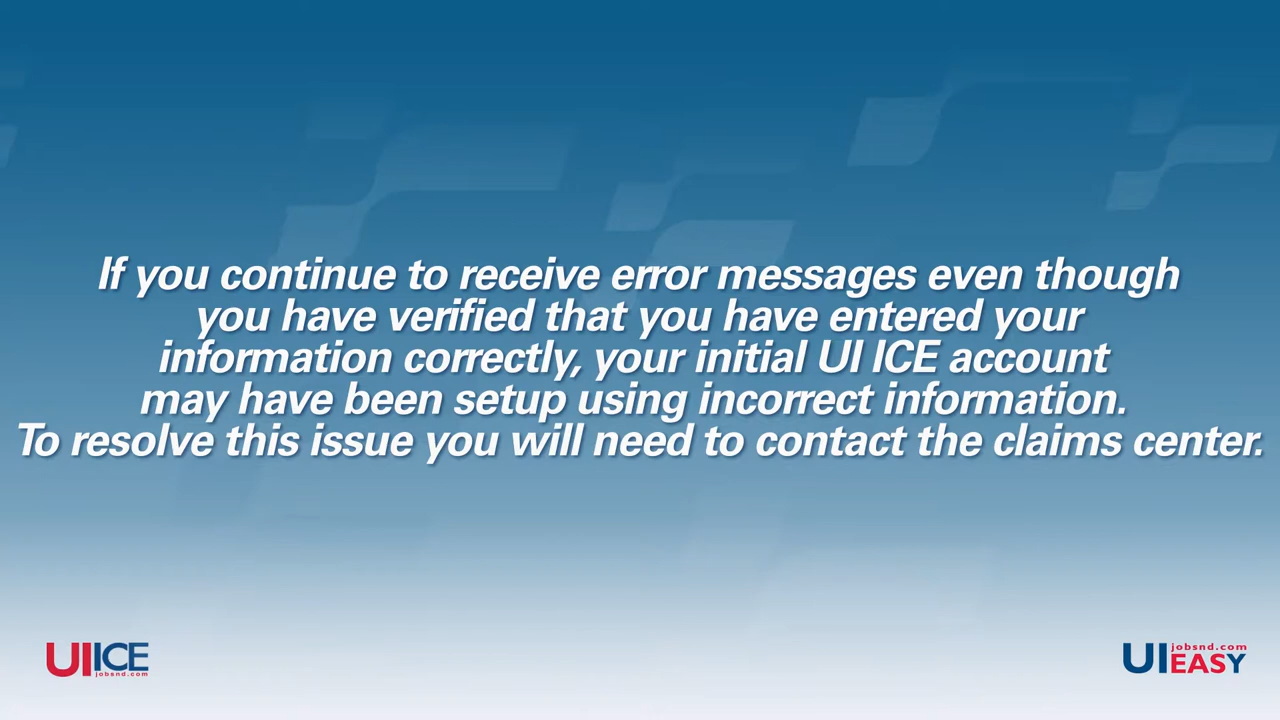 If you continue to receive error messages even though
you have verified that you have entered your
information correctly, your initial UI ICE account
may have been setup using incorrect information.
To resolve this issue you will need to contact the claims center.
UIICE
jobsnd.com
jobsnd.com
UIEASY